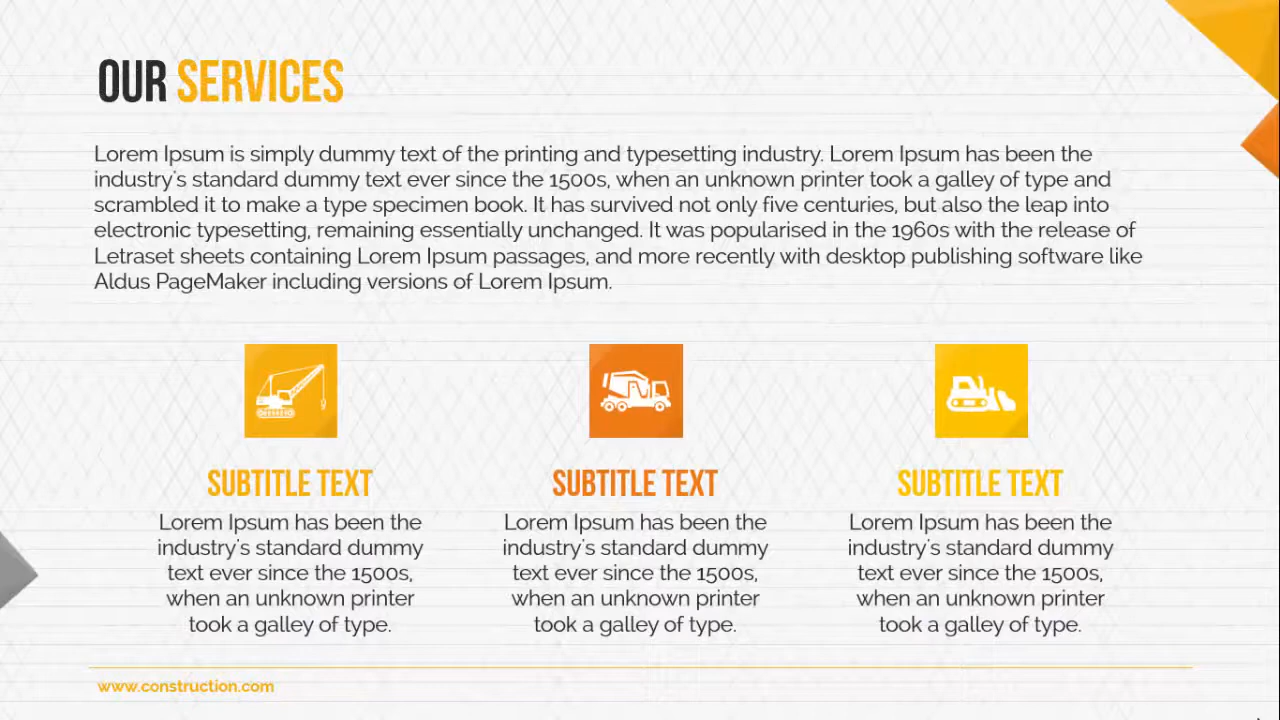 OUR SERVICES
Lorem Ipsum is simply dummy text of the printing and typesetting industry. Lorem Ipsum has been the
industry's standard dummy text ever since the 1500s, when an unknown printer took a galley of type and
scrambled it to make a type specimen book. It has survived not only five centuries, but also the leap into
electronic typesetting, remaining essentially unchanged. It was popularised in the 1960s with the release of
Letraset sheets containing Lorem Ipsum passages, and more recently with desktop publishing software like
Aldus PageMaker including versions of Lorem Ipsum.
SUBTITLE TEXT
Lorem Ipsum has been the
industry's standard dummy
text ever since the 1500s,
when an unknown printer
took a galley of type.
SUBTITLE TEXT
Lorem Ipsum has been the
industry's standard dummy
text ever since the 1500s,
when an unknown printer
took a galley of type.
SUBTITLE TEXT
Lorem Ipsum has been the
industry's standard dummy
text ever since the 1500s,
when an unknown printer
took a galley of type.
www.construction.com